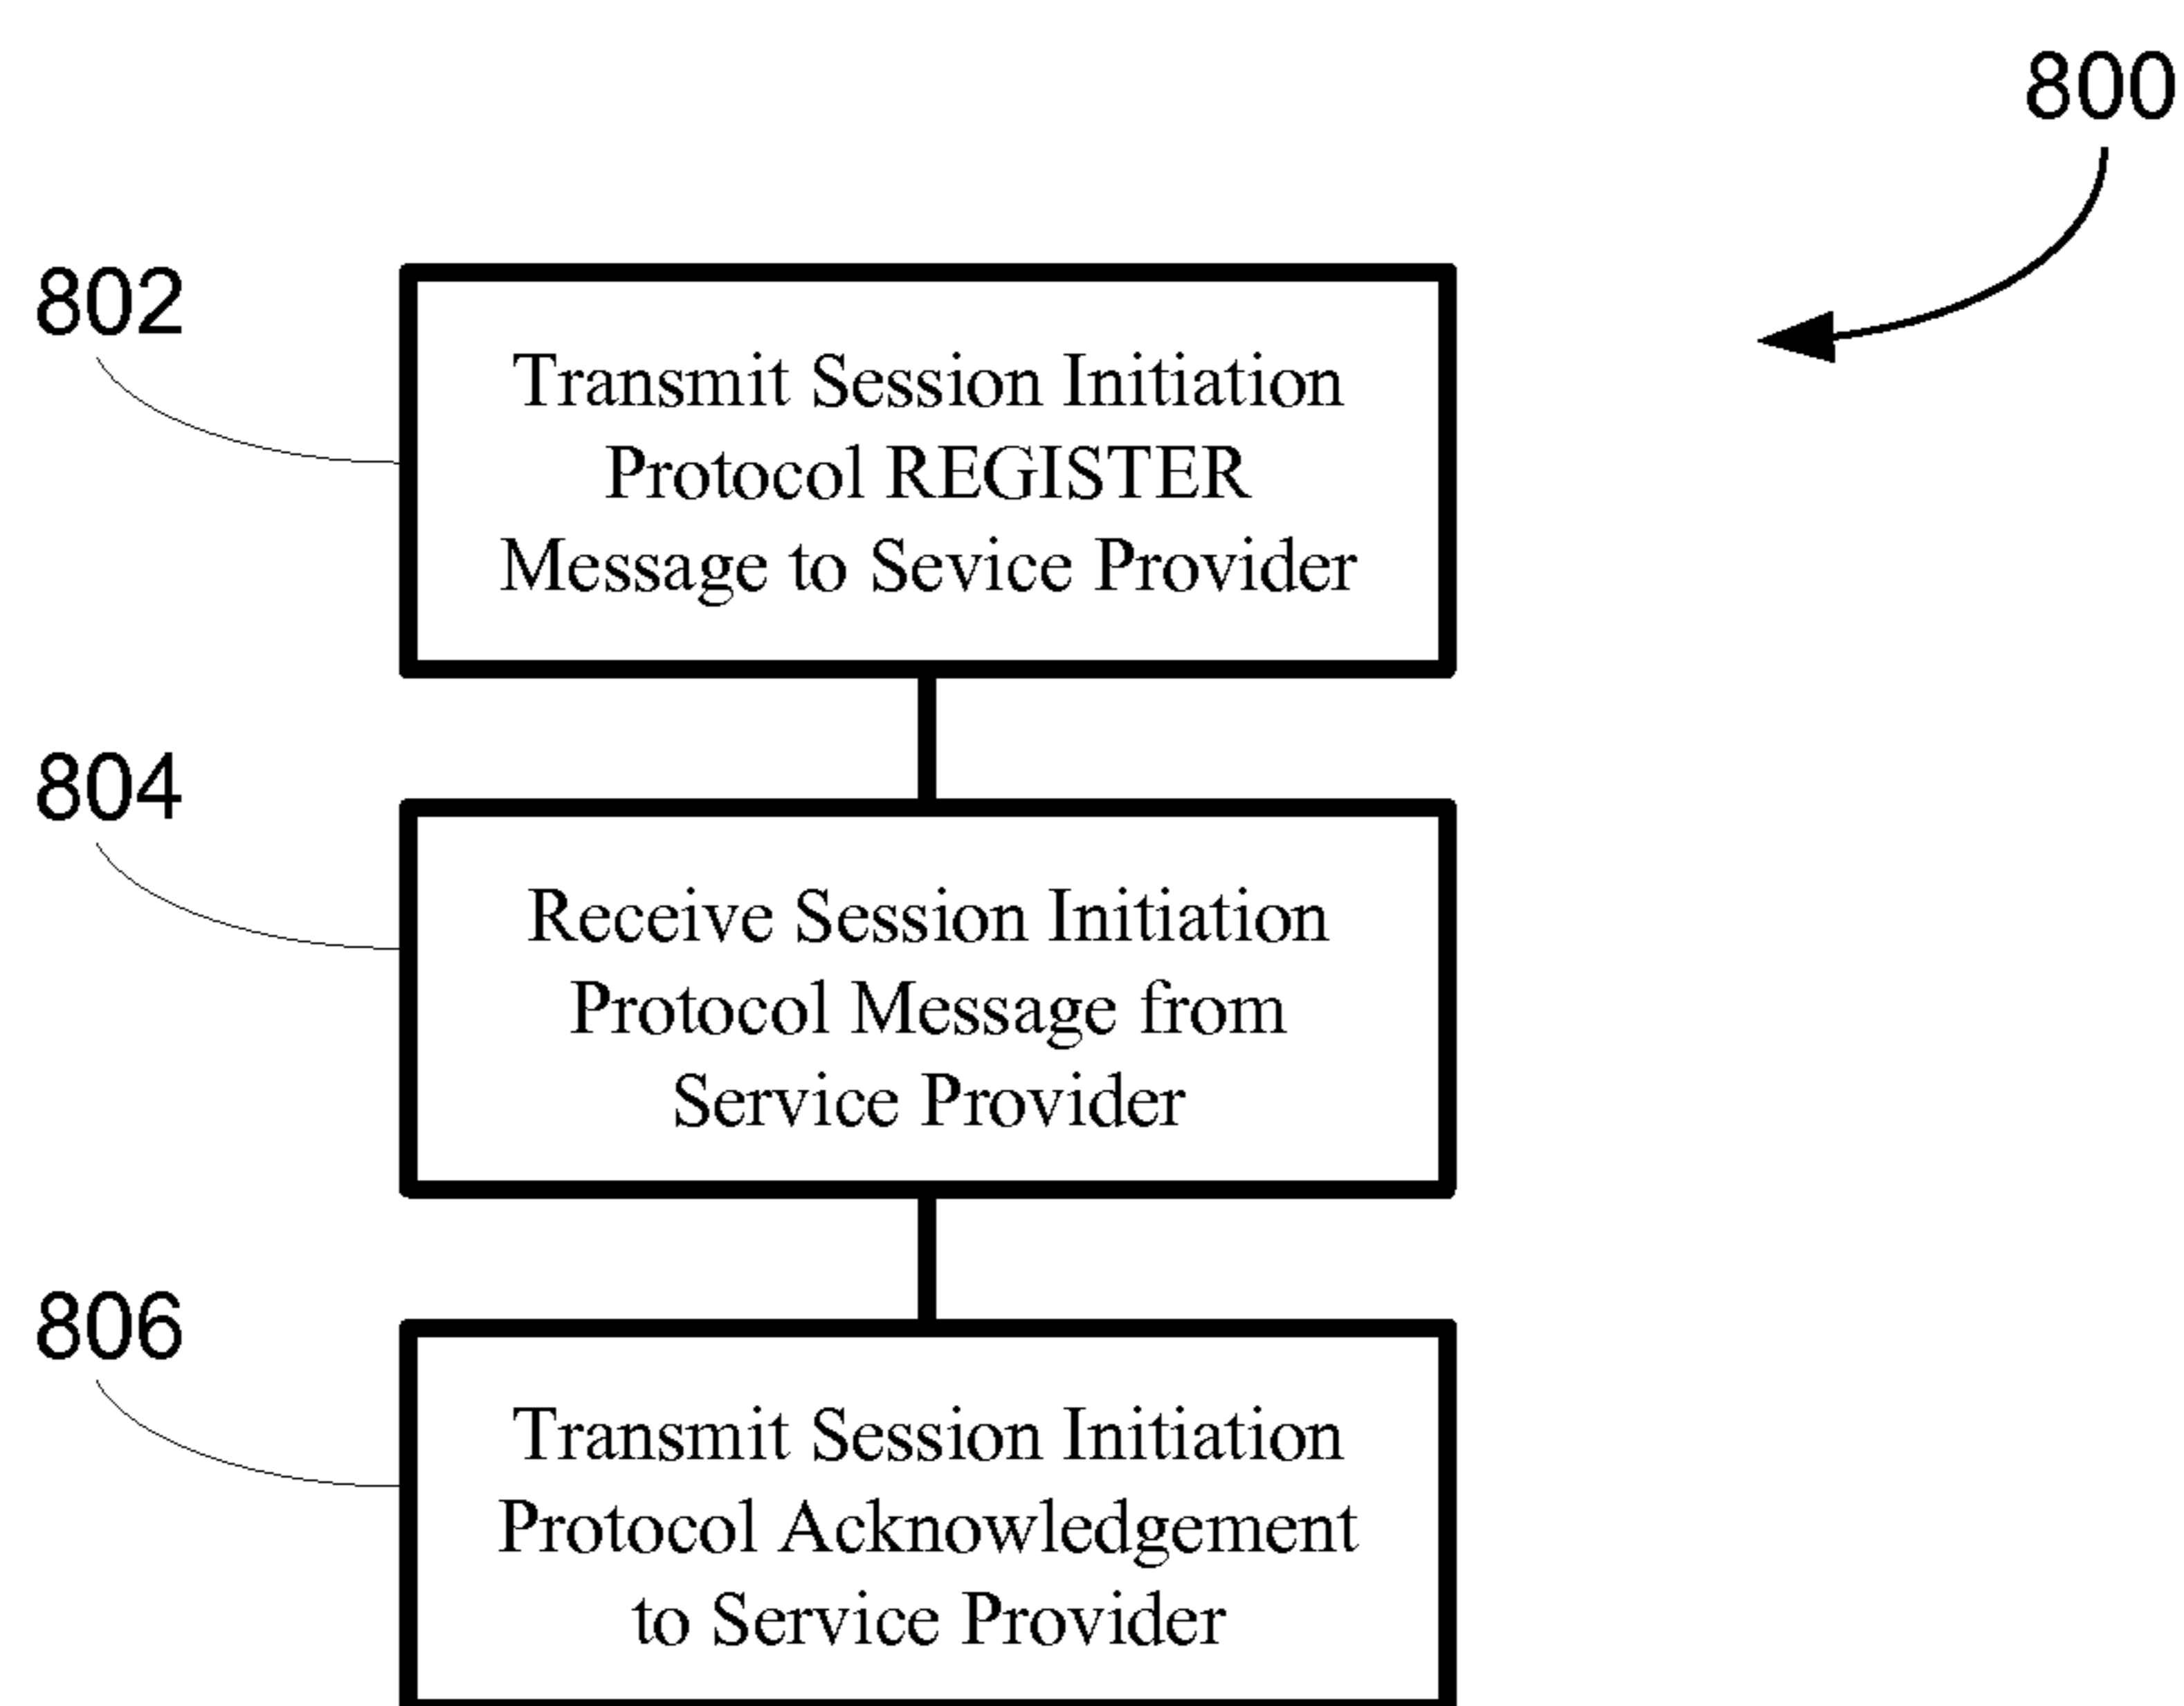 800
802
Transmit Session Initiation
Protocol REGISTER
Message to Sevice Provider
804
Receive Session Initiation
Protocol Message from
Service Provider
806
Transmit Session Initiation
Protocol Acknowledgement
to Service Provider